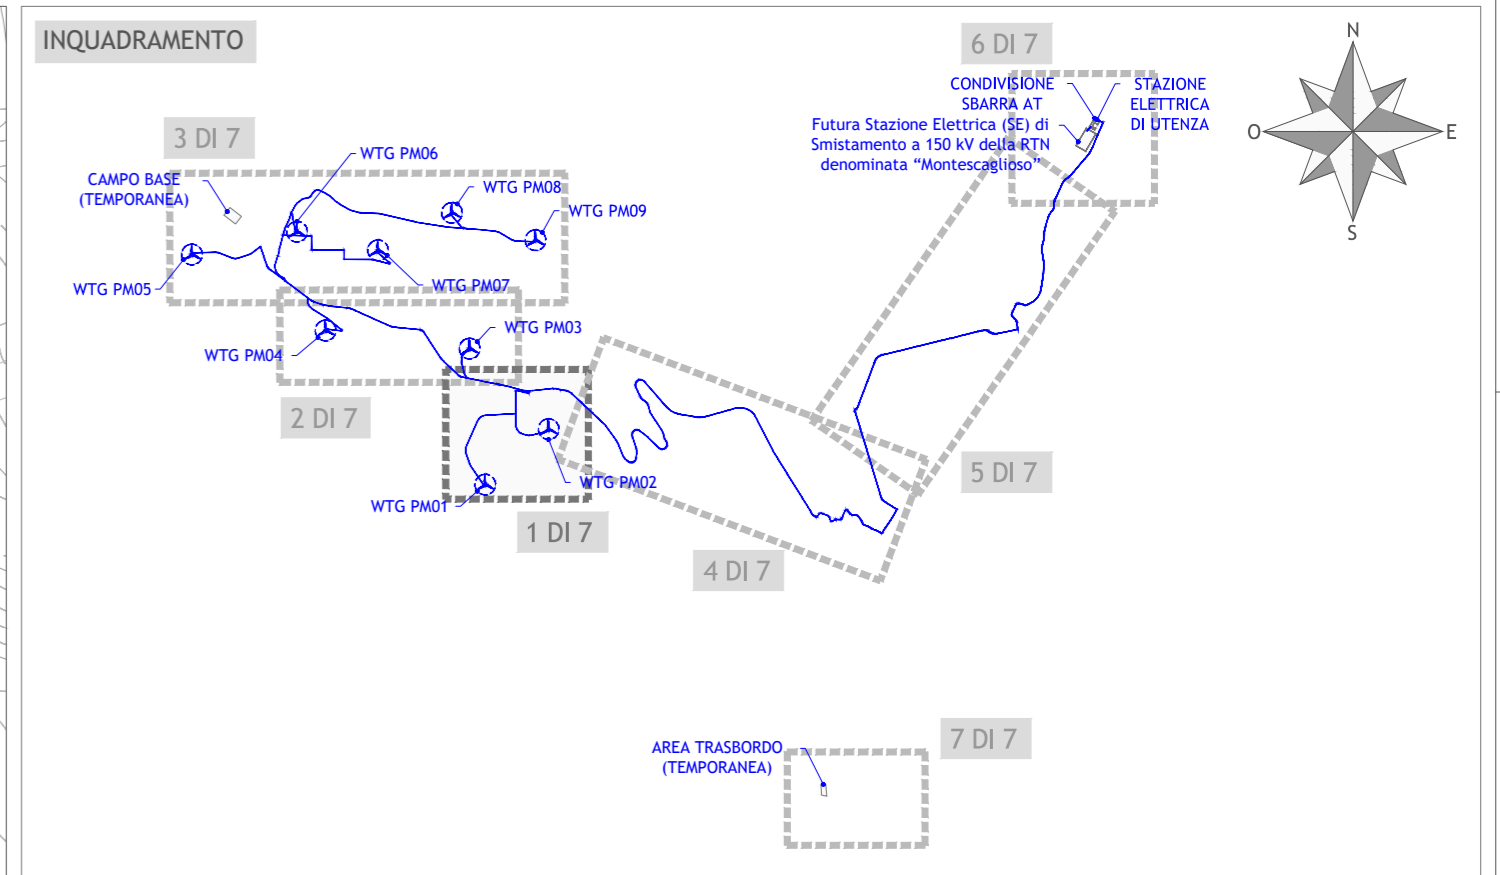 INQUADRAMENTO
6 DI 7
N
CONDIVISIONE
SBARRA AT
STAZIONE
ELETTRICA
DI UTENZA
Futura Stazione Elettrica (SE) di
Smistamento a 150 kV della RTN
denominata “Montescaglioso”
O
E
S
3 DI 7
WTG PM06
CAMPO BASE
(TEMPORANEA)
WTG PM08
WTG PM09
WTG PM05
WTG PM07
WTG PM03
WTG PM04
2 DI 7
5 DI 7
WTG PM02
WTG PM01
1 DI 7
4 DI 7
7 DI 7
AREA TRASBORDO
(TEMPORANEA)